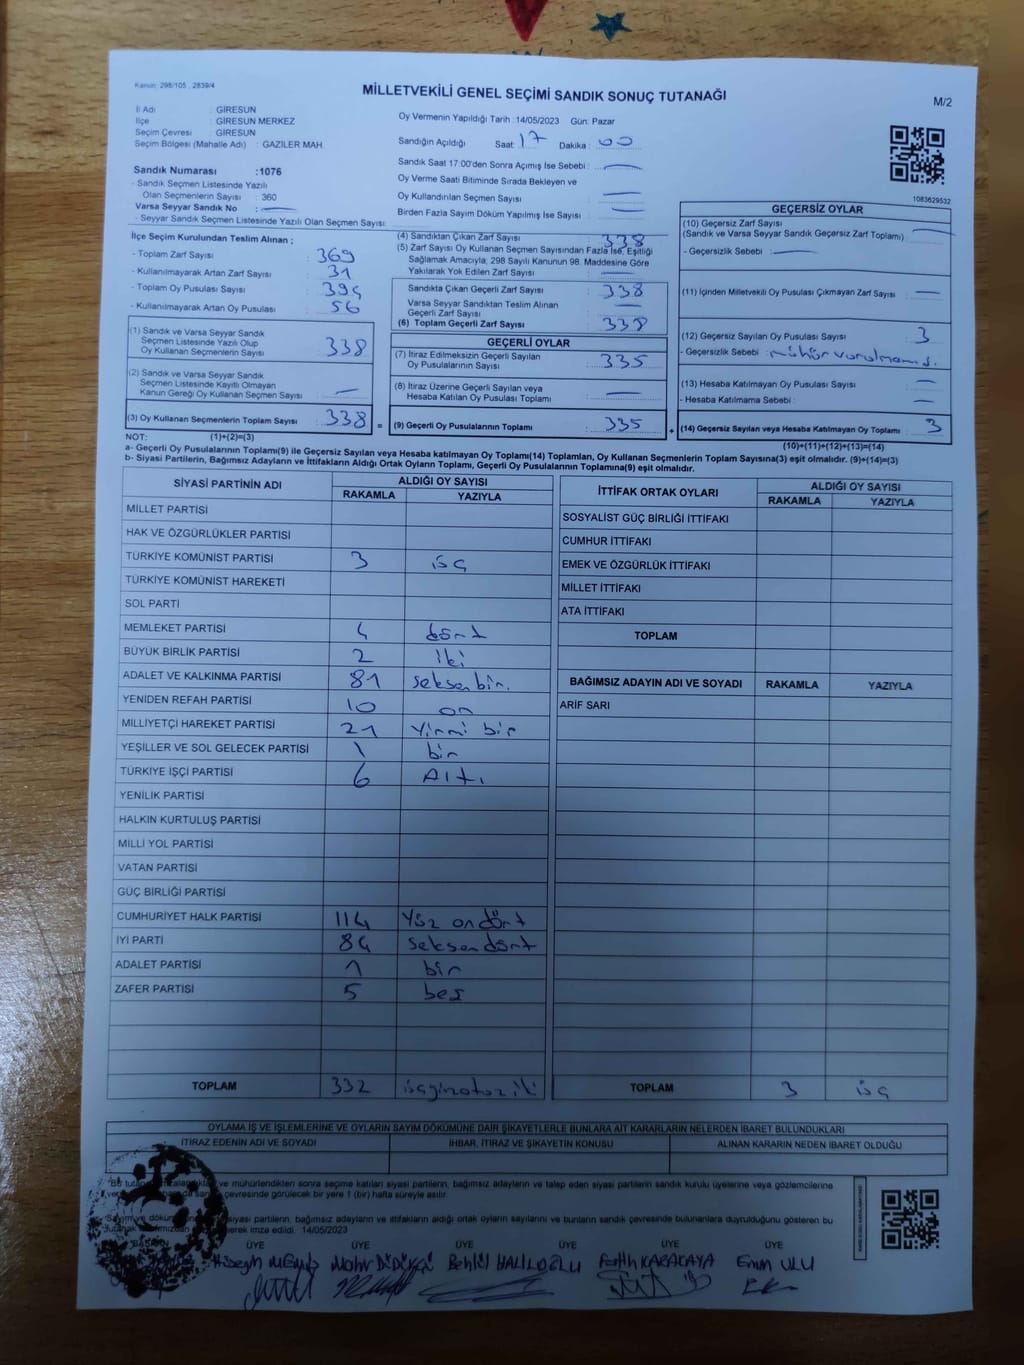 Kanun: 298/105 , 2839/4
MİLLETVEKİLİ GENEL SEÇİMİ SANDIK SONUÇ TUTANAĞI
M/2
İl Adı : GİRESUN
İlçe : GİRESUN MERKEZ
Seçim Çevresi : GİRESUN
Seçim Bölgesi (Mahalle Adı) : GAZİLER MAH.
Oy Vermenin Yapıldığı Tarih : 14/05/2023 Gün: Pazar
Sandığın Açıldığı Saat : 17 Dakika : 00
Sandık Saat 17:00'den Sonra Açımış İse Sebebi :
Oy Verme Saati Bitiminde Sırada Bekleyen ve
Oy Kullandırılan Seçmen Sayısı :
Birden Fazla Sayım Döküm Yapılmış İse Sayısı :
Sandık Numarası :1076
- Sandık Seçmen Listesinde Yazılı
Olan Seçmenlerin Sayısı : 360
Varsa Seyyar Sandık No :
- Seyyar Sandık Seçmen Listesinde Yazılı Olan Seçmen Sayısı:
1083629532
İlçe Seçim Kurulundan Teslim Alınan ;
- Toplam Zarf Sayısı : 369
- Kullanılmayarak Artan Zarf Sayısı : 31
- Toplam Oy Pusulası Sayısı : 394
- Kullanılmayarak Artan Oy Pusulası : 56
(1) Sandık ve Varsa Seyyar Sandık
Seçmen Listesinde Yazılı Olup
Oy Kullanan Seçmenlerin Sayısı : 338
(2) Sandık ve Varsa Seyyar Sandık
Seçmen Listesinde Kayıtlı Olmayan
Kanun Gereği Oy Kullanan Seçmen Sayısı :
(3) Oy Kullanan Seçmenlerin Toplam Sayısı : 338 =
(4) Sandıktan Çıkan Zarf Sayısı : 338
(5) Zarf Sayısı Oy Kullanan Seçmen Sayısından Fazla İse, Eşitliği
Sağlamak Amacıyla, 298 Sayılı Kanunun 98. Maddesine Göre
Yakılarak Yok Edilen Zarf Sayısı :
Sandıkta Çıkan Geçerli Zarf Sayısı : 338
Varsa Seyyar Sandıktan Teslim Alınan
Geçerli Zarf Sayısı :
(6) Toplam Geçerli Zarf Sayısı : 338
GEÇERLİ OYLAR
(7) İtiraz Edilmeksizin Geçerli Sayılan
Oy Pusulalarının Sayısı : 335
(8) İtiraz Üzerine Geçerli Sayılan veya
Hesaba Katılan Oy Pusulası Toplamı :
(9) Geçerli Oy Pusulalarının Toplamı : 335 +
GEÇERSİZ OYLAR
(10) Geçersiz Zarf Sayısı
(Sandık ve Varsa Seyyar Sandık Geçersiz Zarf Toplamı) :
- Geçersizlik Sebebi :
(11) İçinden Milletvekili Oy Pusulası Çıkmayan Zarf Sayısı :
(12) Geçersiz Sayılan Oy Pusulası Sayısı : 3
- Geçersizlik Sebebi : mühür vurulmamış.
(13) Hesaba Katılmayan Oy Pusulası Sayısı :
- Hesaba Katılmama Sebebi :
(14) Geçersiz Sayılan veya Hesaba Katılmayan Oy Toplamı : 3
NOT: (1)+(2)=(3)
(10)+(11)+(12)+(13)=(14)
a- Geçerli Oy Pusulalarının Toplamı(9) ile Geçersiz Sayılan veya Hesaba katılmayan Oy Toplamı(14) Toplamları, Oy Kullanan Seçmenlerin Toplam Sayısına(3) eşit olmalıdır. (9)+(14)=(3)
b- Siyasi Partilerin, Bağımsız Adayların ve İttifakların Aldığı Ortak Oyların Toplamı, Geçerli Oy Pusulalarının Toplamına(9) eşit olmalıdır.
SİYASİ PARTİNİN ADI ALDIĞI OY SAYISI
RAKAMLA YAZIYLA
MİLLET PARTİSİ
HAK VE ÖZGÜRLÜKLER PARTİSİ
TÜRKİYE KOMÜNİST PARTİSİ 3 üç
TÜRKİYE KOMÜNİST HAREKETİ
SOL PARTİ
MEMLEKET PARTİSİ 4 dört
BÜYÜK BİRLİK PARTİSİ 2 iki
ADALET VE KALKINMA PARTİSİ 81 seksenbir.
YENİDEN REFAH PARTİSİ 10 on
MİLLİYETÇİ HAREKET PARTİSİ 21 Yirmi bir
YEŞİLLER VE SOL GELECEK PARTİSİ 1 bir
TÜRKİYE İŞÇİ PARTİSİ 6 Altı
YENİLİK PARTİSİ
HALKIN KURTULUŞ PARTİSİ
MİLLİ YOL PARTİSİ
VATAN PARTİSİ
GÜÇ BİRLİĞİ PARTİSİ
CUMHURİYET HALK PARTİSİ 114 Yüz ondört
İYİ PARTİ 84 seksendört
ADALET PARTİSİ 1 bir
ZAFER PARTİSİ 5 beş
TOPLAM 332 üçyüzotuziki
İTTİFAK ORTAK OYLARI ALDIĞI OY SAYISI
RAKAMLA YAZIYLA
SOSYALİST GÜÇ BİRLİĞİ İTTİFAKI
CUMHUR İTTİFAKI
EMEK VE ÖZGÜRLÜK İTTİFAKI
MİLLET İTTİFAKI
ATA İTTİFAKI
TOPLAM
BAĞIMSIZ ADAYIN ADI VE SOYADI RAKAMLA YAZIYLA
ARİF SARI
TOPLAM 3 üç
OYLAMA İŞ VE İŞLEMLERİNE VE OYLARIN SAYIM DÖKÜMÜNE DAİR ŞİKAYETLERLE BUNLARA AİT KARARLARIN NELERDEN İBARET BULUNDUKLARI
İTİRAZ EDENİN ADI VE SOYADI İHBAR, İTİRAZ VE ŞİKAYETİN KONUSU ALINAN KARARIN NEDEN İBARET OLDUĞU
ve mühürlendikten sonra seçime katılan siyasi partilerin, bağımsız adayların ve talep eden siyasi partilerin sandık kurulu üyelerine veya gözlemcilerine
çevresinde görülecek bir yere 1 (bir) hafta süreyle asılır.
siyasi partilerin, bağımsız adayların ve ittifakların aldığı ortak oyların sayılarını ve bunların sandık çevresinde bulunanlara duyrulduğunu gösteren bu
imza edildi. 14/05/2023
ÜYE ÜYE ÜYE ÜYE ÜYE ÜYE
Behlül HALİLOĞLU Fatih KARAKAYA Emin ULU